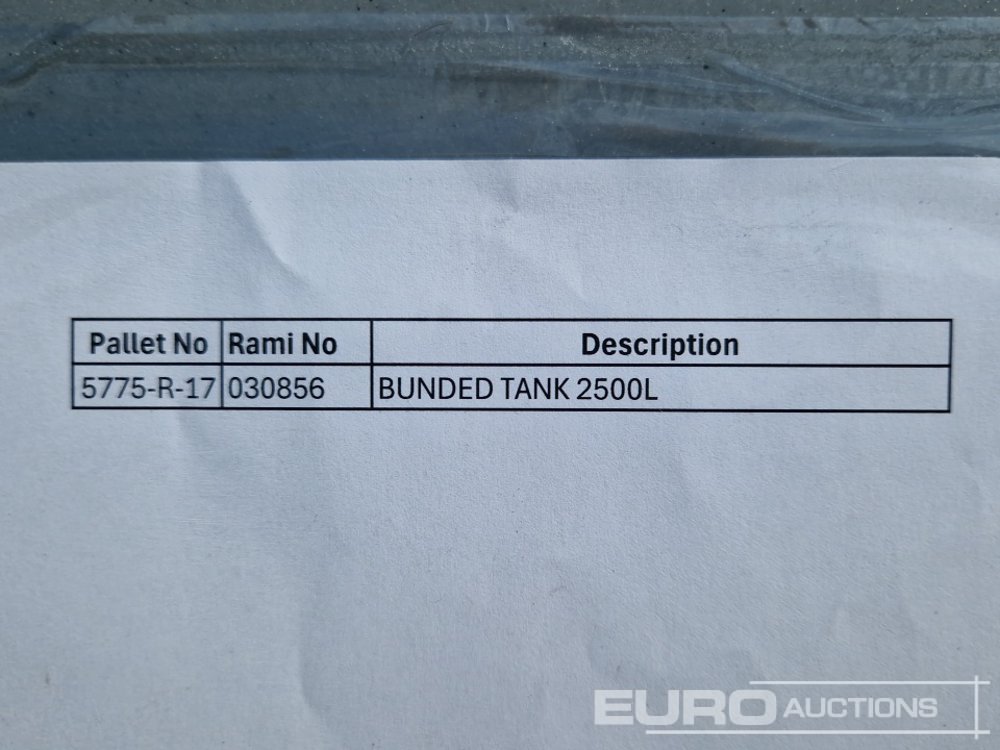 Pallet No Rami No Description
5775-R-17 030856 BUNDED TANK 2500L
EURO AUCTIONS